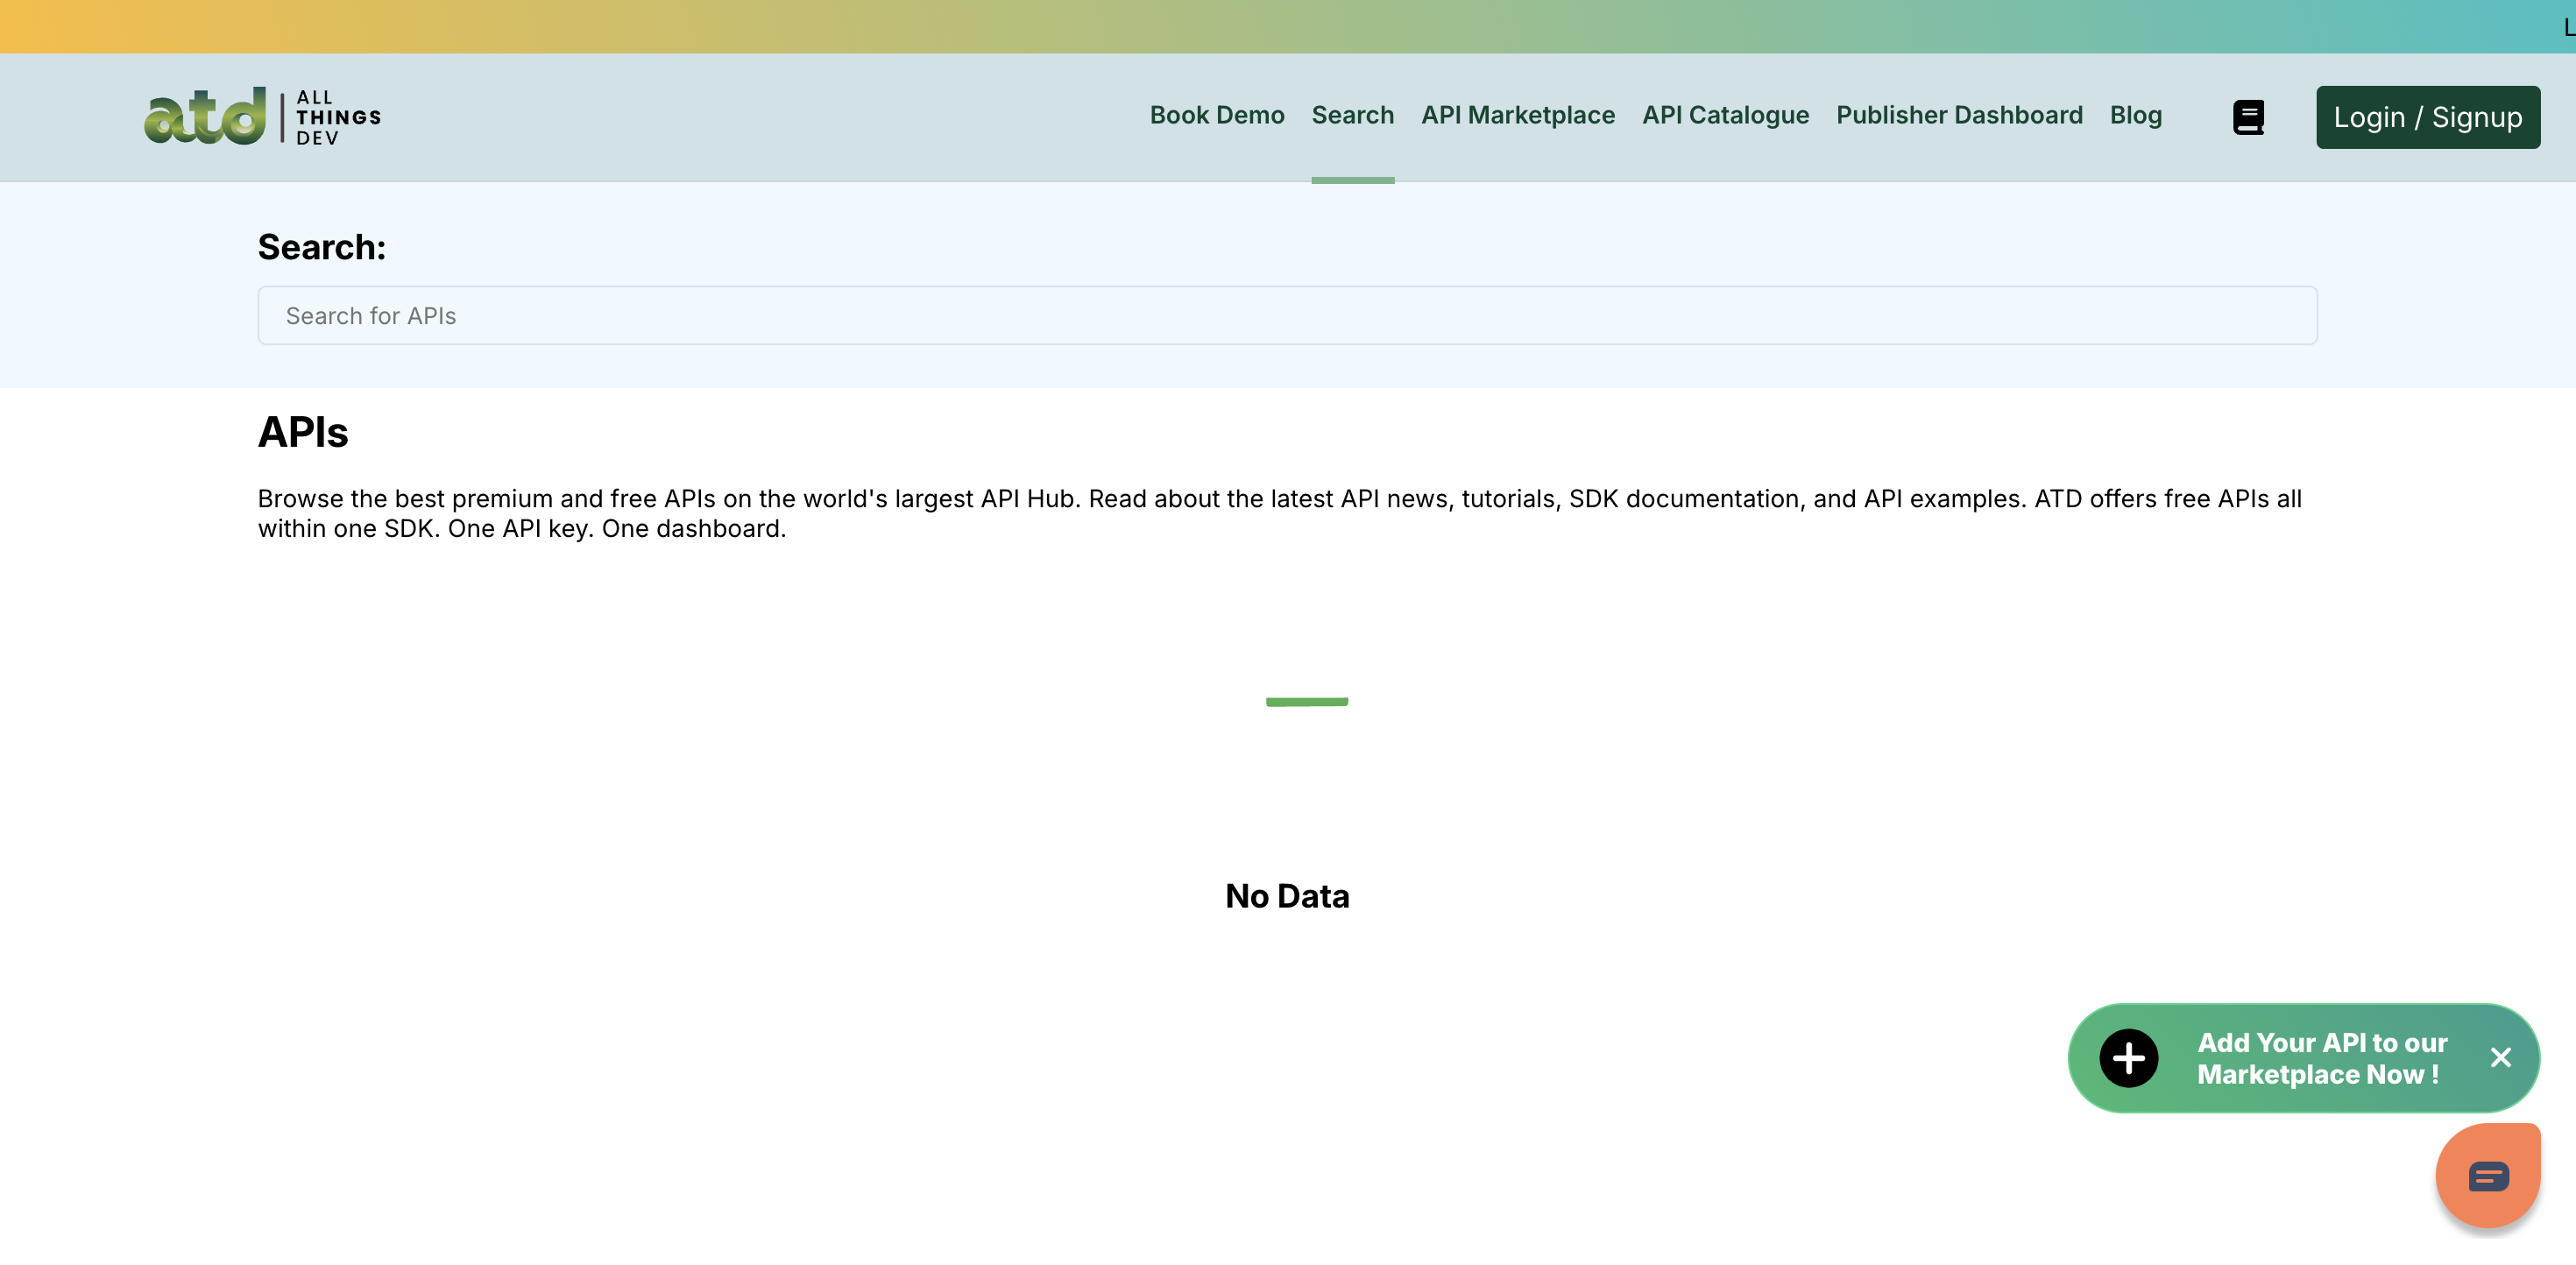 L
atd
ALL
THINGS
DEV
Book Demo
Search
API Marketplace
API Catalogue
Publisher Dashboard
Blog
Login / Signup
Search:
Search for APIs
APIs
Browse the best premium and free APIs on the world's largest API Hub. Read about the latest API news, tutorials, SDK documentation, and API examples. ATD offers free APIs all
within one SDK. One API key. One dashboard.
No Data
Add Your API to our
Marketplace Now !